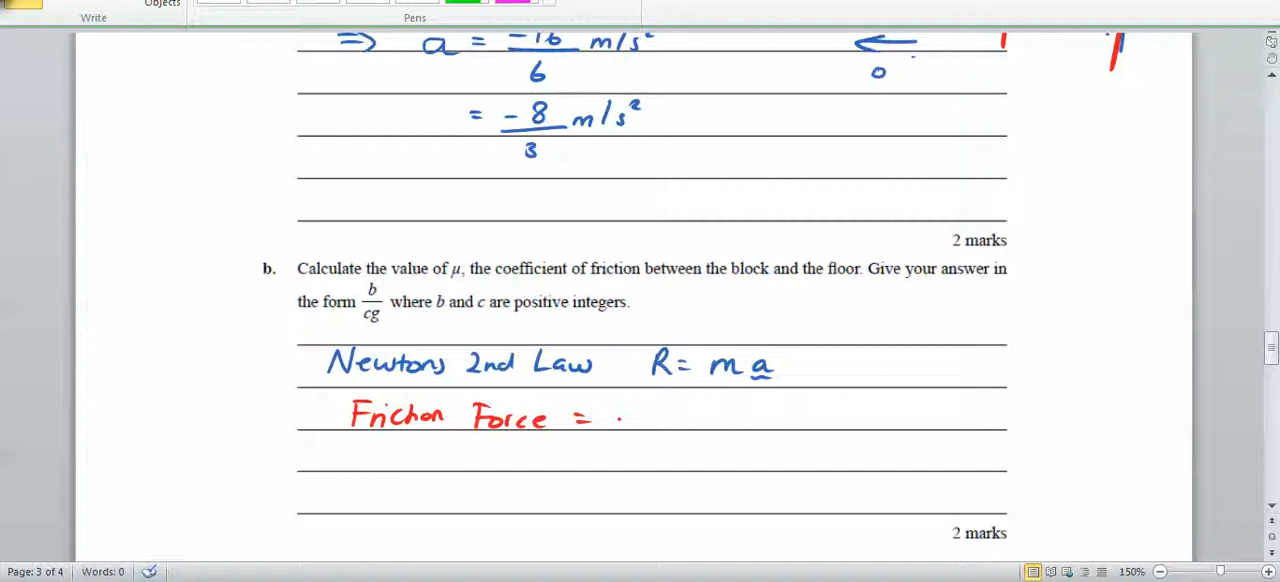 Objects
Write
Pens
⇒ a = -16 m/s²
6
0
= -8 m/s²
3
2 marks
b. Calculate the value of μ, the coefficient of friction between the block and the floor. Give your answer in
the form b/cg where b and c are positive integers.
Newtons 2nd Law R = ma
Friction Force =
2 marks
Page: 3 of 4 Words: 0 150%